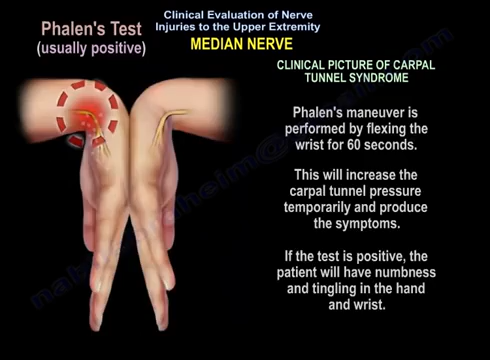 Phalen's Test
(usually positive)
Clinical Evaluation of Nerve
Injuries to the Upper Extremity
MEDIAN NERVE
CLINICAL PICTURE OF CARPAL
TUNNEL SYNDROME
Phalen's maneuver is
performed by flexing the
wrist for 60 seconds.
This will increase the
carpal tunnel pressure
temporarily and produce
the symptoms.
If the test is positive, the
patient will have numbness
and tingling in the hand
and wrist.